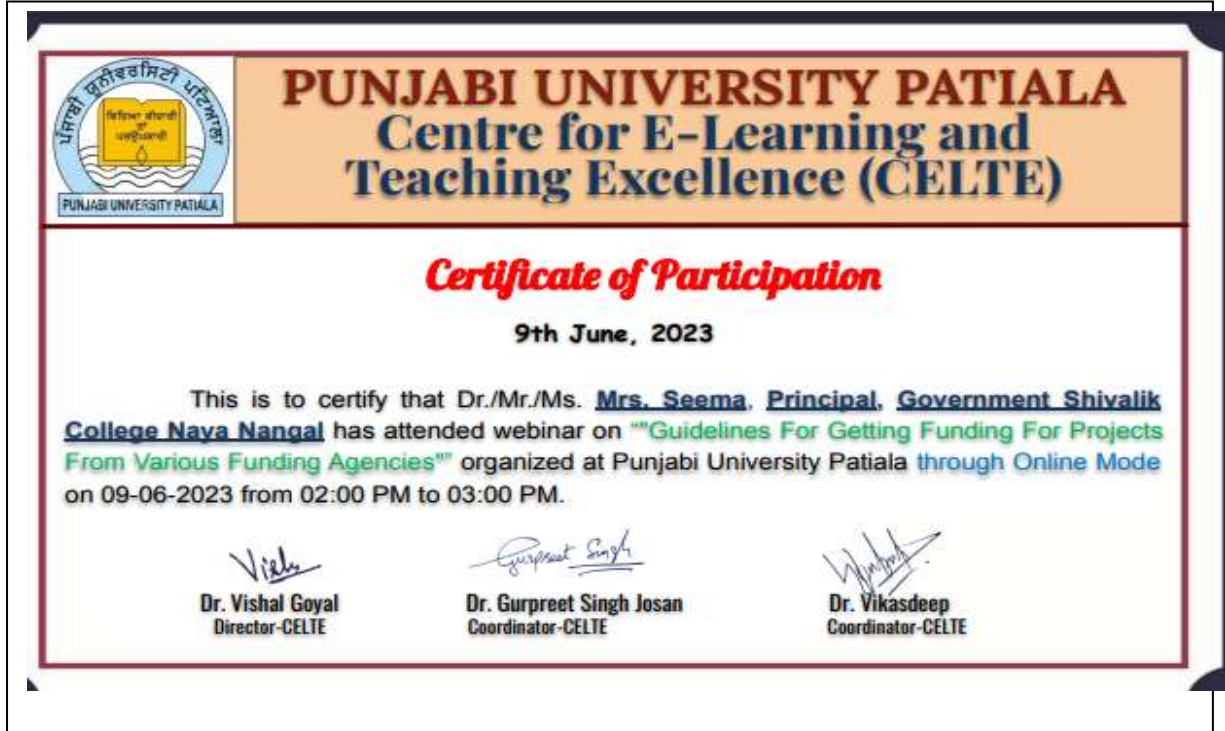 ਪੰਜਾਬੀ ਯੂਨੀਵਰਸਿਟੀ ਪਟਿਆਲਾ
ਵਿਦਿਆ ਵੀਚਾਰੀ
ਤਾਂ
ਪਰਉਪਕਾਰੀ
PUNJABI UNIVERSITY PATIALA
PUNJABI UNIVERSITY PATIALA
Centre for E-Learning and
Teaching Excellence (CELTE)
Certificate of Participation
9th June, 2023
This is to certify that Dr./Mr./Ms. Mrs. Seema, Principal, Government Shivalik
College Naya Nangal has attended webinar on ""Guidelines For Getting Funding For Projects
From Various Funding Agencies"" organized at Punjabi University Patiala through Online Mode
on 09-06-2023 from 02:00 PM to 03:00 PM.
Gurpreet Singh
Dr. Vishal Goyal Dr. Gurpreet Singh Josan Dr. Vikasdeep
Director-CELTE Coordinator-CELTE Coordinator-CELTE